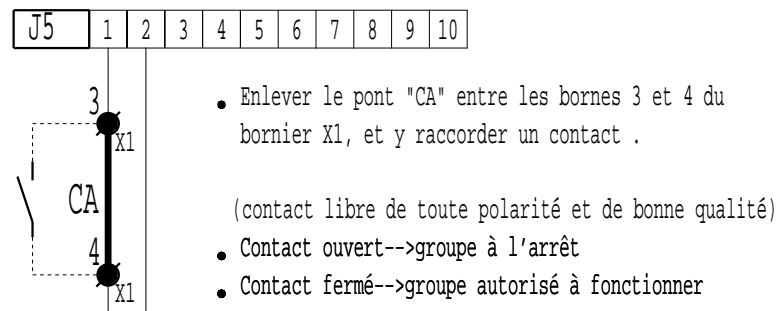 J5 1 2 3 4 5 6 7 8 9 10
3
X1
CA
4
X1
• Enlever le pont "CA" entre les bornes 3 et 4 du
bornier X1, et y raccorder un contact .
(contact libre de toute polarité et de bonne qualité)
• Contact ouvert-->groupe à l'arrêt
• Contact fermé-->groupe autorisé à fonctionner